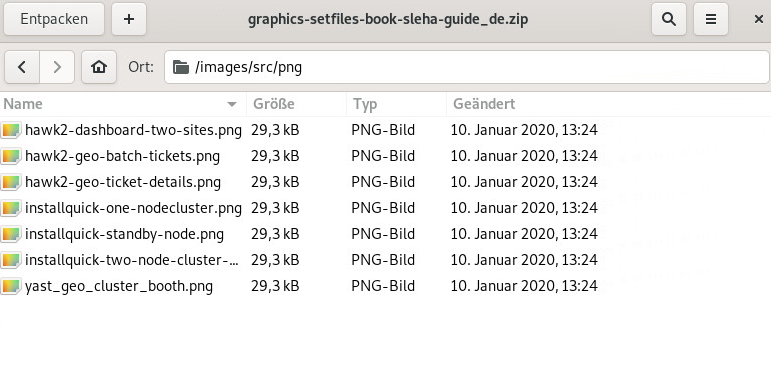 Entpacken + graphics-setfiles-book-sleha-guide_de.zip
Ort: /images/src/png
Name Größe Typ Geändert
hawk2-dashboard-two-sites.png 29,3 kB PNG-Bild 10. Januar 2020, 13:24
hawk2-geo-batch-tickets.png 29,3 kB PNG-Bild 10. Januar 2020, 13:24
hawk2-geo-ticket-details.png 29,3 kB PNG-Bild 10. Januar 2020, 13:24
installquick-one-nodecluster.png 29,3 kB PNG-Bild 10. Januar 2020, 13:24
installquick-standby-node.png 29,3 kB PNG-Bild 10. Januar 2020, 13:24
installquick-two-node-cluster-... 29,3 kB PNG-Bild 10. Januar 2020, 13:24
yast_geo_cluster_booth.png 29,3 kB PNG-Bild 10. Januar 2020, 13:24